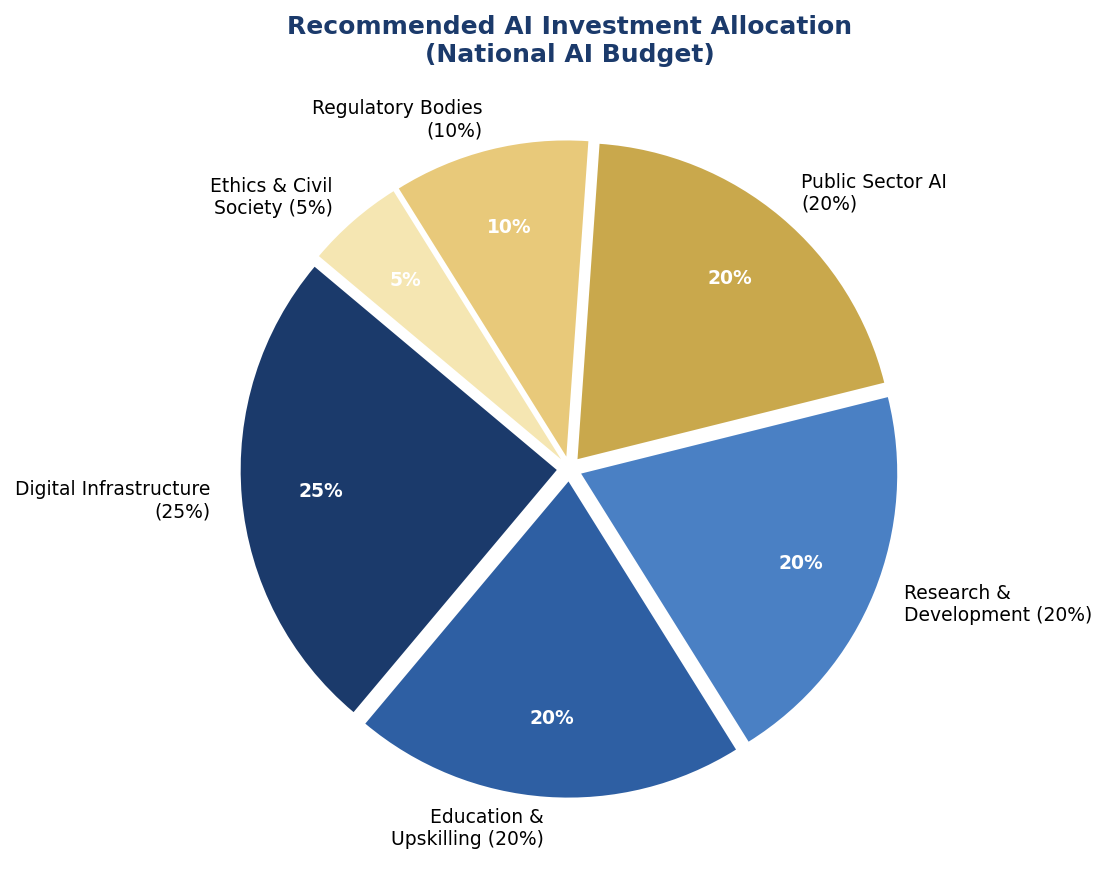 Recommended AI Investment Allocation
(National AI Budget)
Regulatory Bodies
(10%)
Public Sector AI
(20%)
Ethics & Civil
Society (5%)
10%
20%
5%
Digital Infrastructure
(25%)
25%
20%
Research &
Development (20%)
20%
Education &
Upskilling (20%)